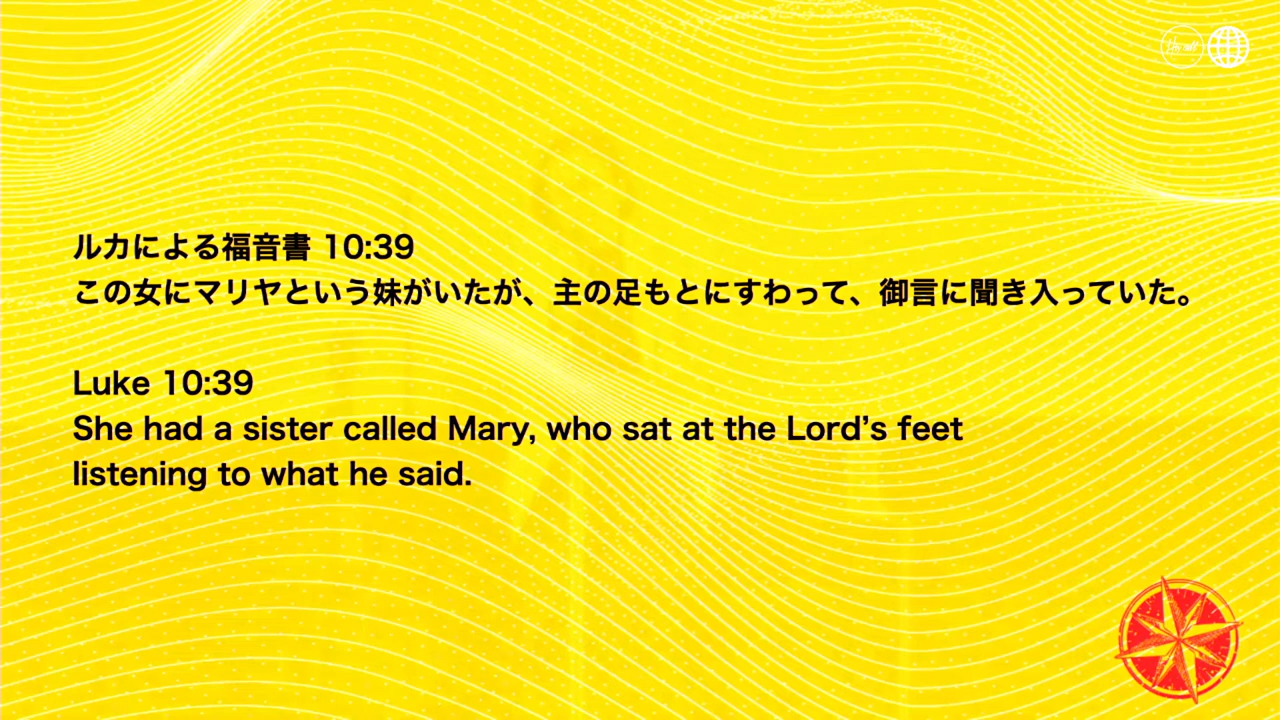 ルカによる福音書 10:39
この女にマリヤという妹がいたが、主の足もとにすわって、御言に聞き入っていた。
Luke 10:39
She had a sister called Mary, who sat at the Lord’s feet
listening to what he said.